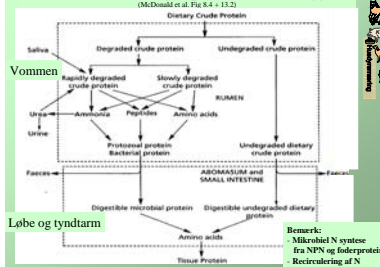 (McDonald et al. Fig 8.4 + 13.2)
Dietary Crude Protein
Degraded crude protein
Undegraded crude protein
Saliva
Vommen
Rapidly degraded
crude protein
Slowly degraded
crude protein
RUMEN
Urea
Ammonia
Peptides
Amino acids
Urine
Protozoal protein
Bacterial protein
Undegraded dietary
crude protein
Faeces
ABOMASUM and
SMALL INTESTINE
Faeces
Digestible microbial protein
Digestible undegraded dietary
protein
Løbe og tyndtarm
Amino acids
Tissue Protein
Bemærk:
- Mikrobiel N syntese
fra NPN og foderprotein
- Recirculering af N